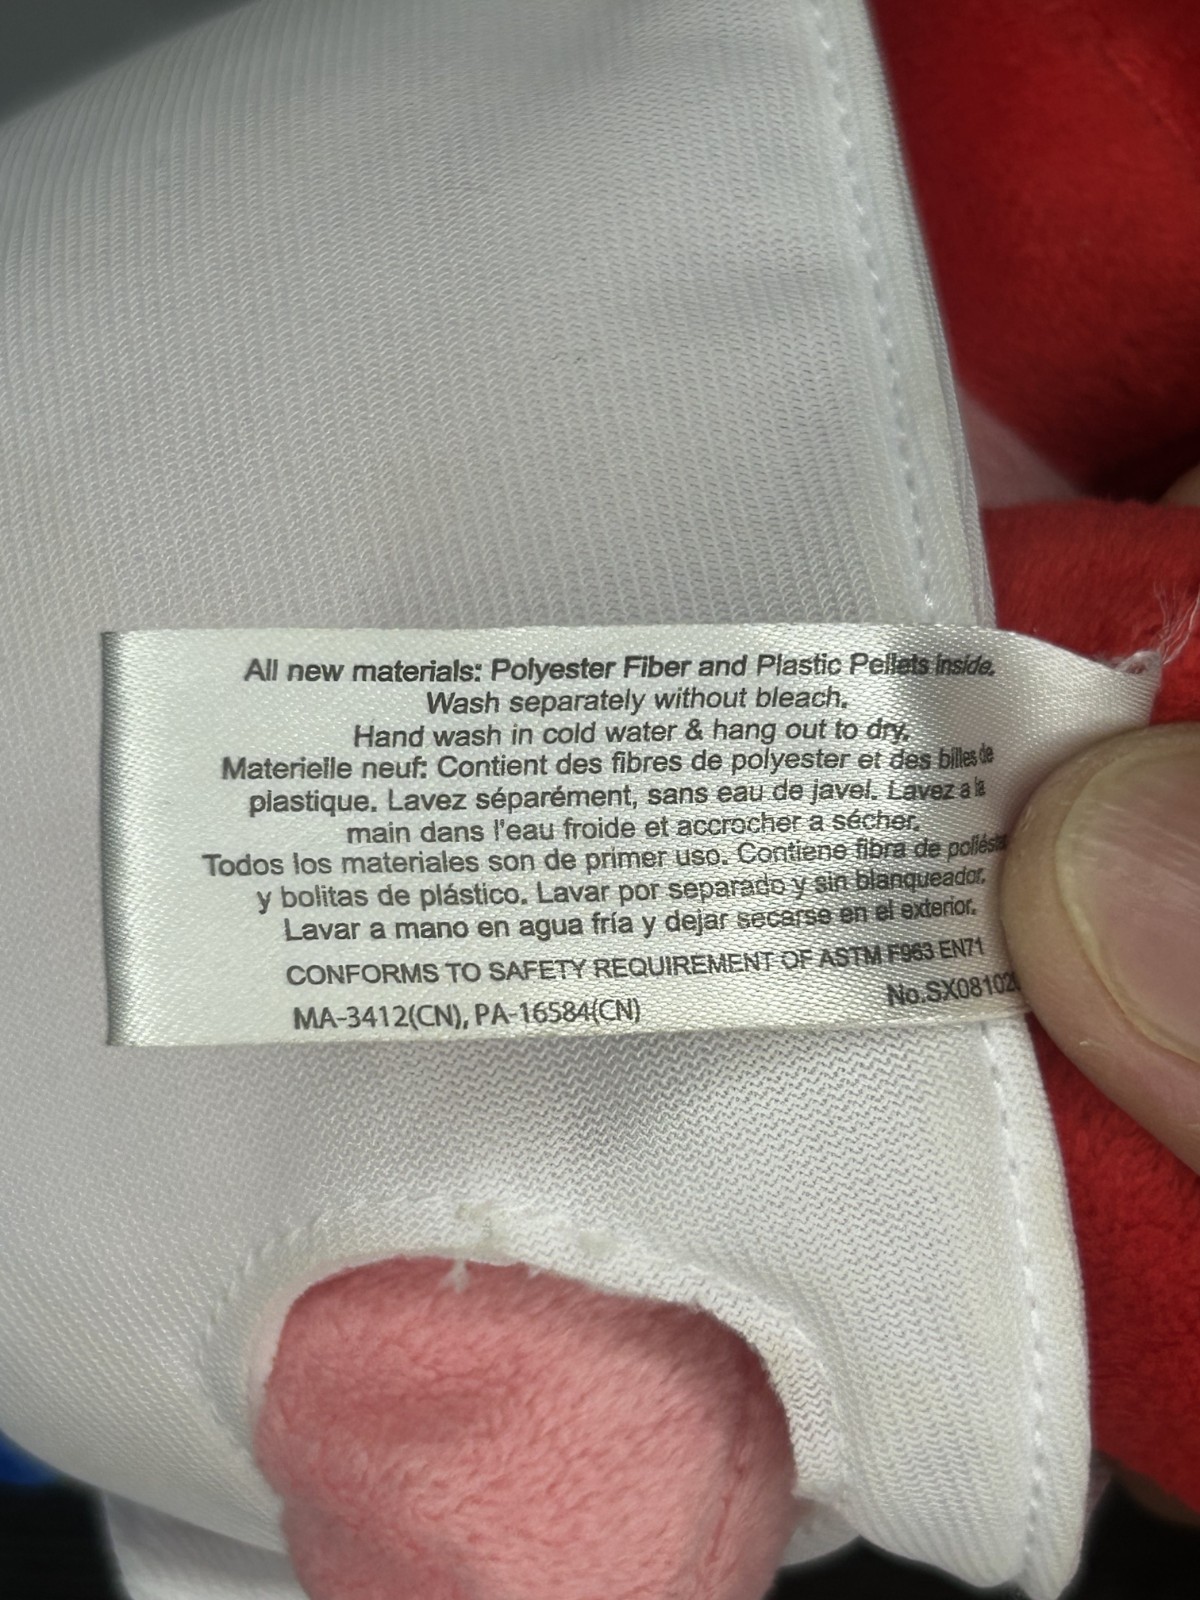 All new materials: Polyester Fiber and Plastic Pellets inside.
Wash separately without bleach.
Hand wash in cold water & hang out to dry.
Materielle neuf: Contient des fibres de polyester et des billes de
plastique. Lavez séparément, sans eau de javel. Lavez a la
main dans l'eau froide et accrocher a sécher.
Todos los materiales son de primer uso. Contiene fibra de
y bolitas de plástico. Lavar por separado y sin blanqueador.
Lavar a mano en agua fría y dejar secarse en el exterior.
CONFORMS TO SAFETY REQUIREMENT OF ASTM F963 EN71
MA-3412(CN), PA-16584(CN)